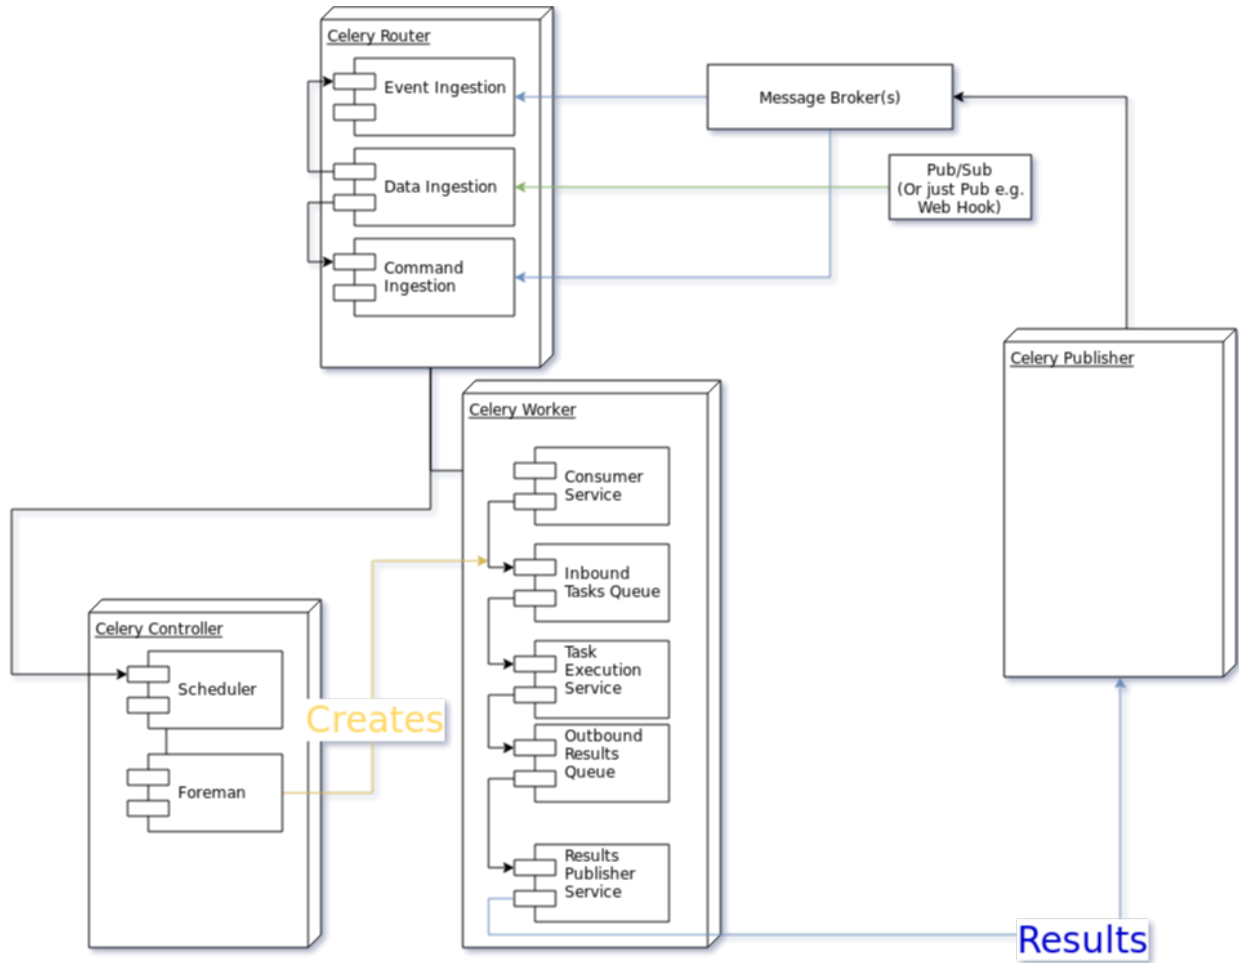 Celery Router
Event Ingestion
Data Ingestion
Command
Ingestion
Message Broker(s)
Pub/Sub
(Or just Pub e.g.
Web Hook)
Celery Publisher
Celery Worker
Consumer
Service
Inbound
Tasks Queue
Task
Execution
Service
Outbound
Results
Queue
Results
Publisher
Service
Celery Controller
Scheduler
Foreman
Creates
Results